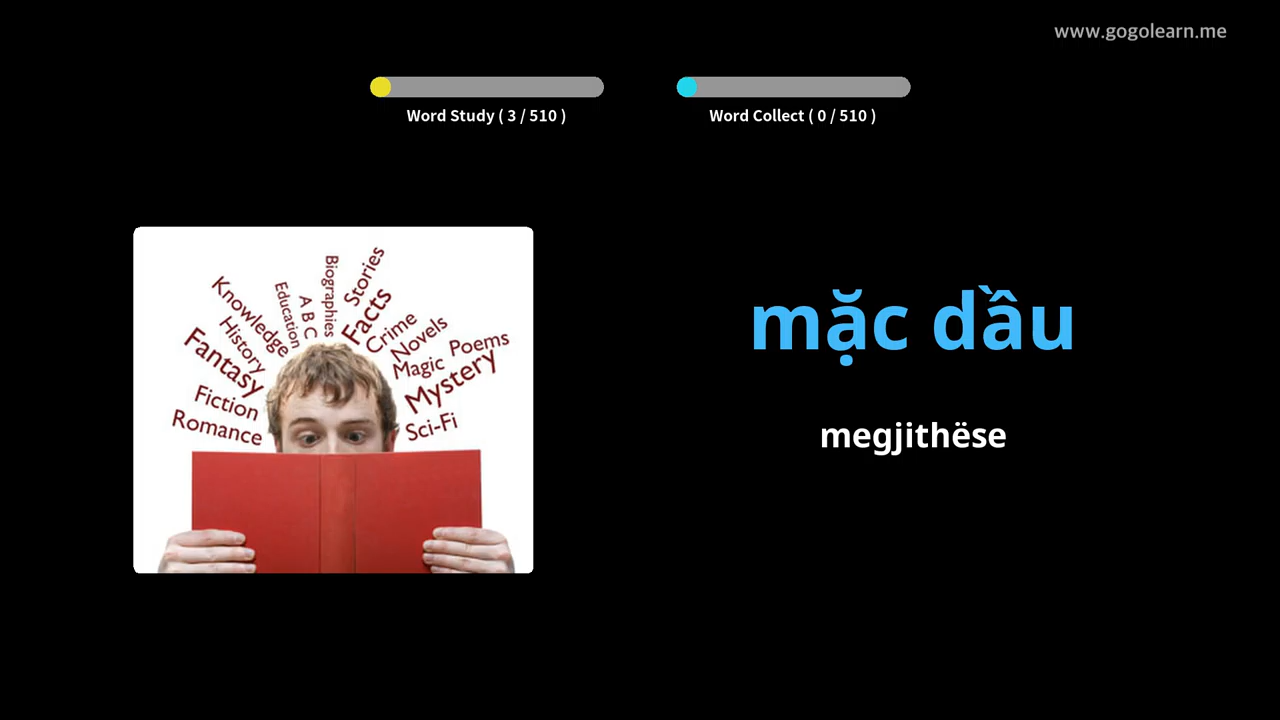 www.gogolearn.me
Word Study ( 3 / 510 )
Word Collect ( 0 / 510 )
Knowledge
Education
A B C
Biographies
Stories
Facts
History
Crime
Novels
Poems
Fantasy
Magic
Mystery
Fiction
Romance
Sci-Fi
mặc dầu
megjithëse